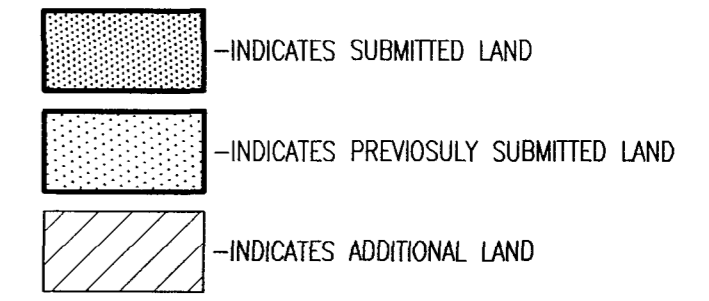 -INDICATES SUBMITTED LAND
-INDICATES PREVIOSULY SUBMITTED LAND
-INDICATES ADDITIONAL LAND